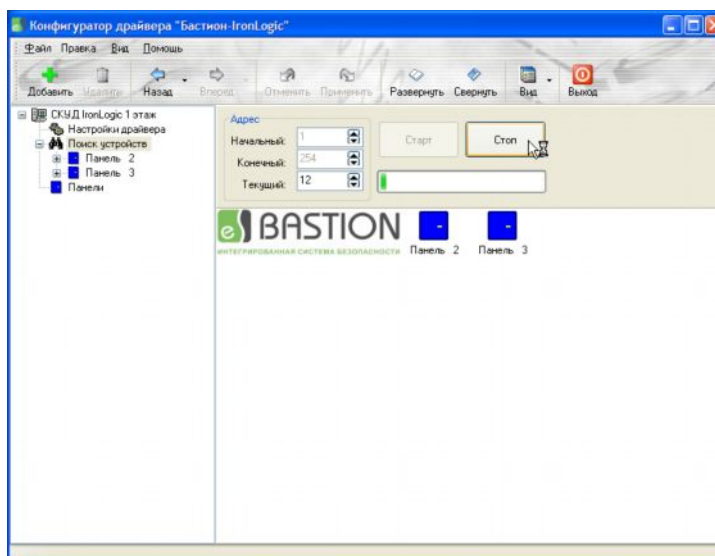 Конфигуратор драйвера "Бастион-IronLogic"
Файл Правка Вид Помошь
Добавить Удалить Назад Вперед Отменить Применить Развернуть Свернуть Вид Выход
СКУД IronLogic 1 этаж
Настройки драйвера
Поиск устройств
Панель 2
Панель 3
Панели
Адрес
Начальный: 1
Конечный: 254
Текущий: 12
Старт
Стоп
eS BASTION
ИНТЕГРИРОВАННАЯ СИСТЕМА БЕЗОПАСНОСТИ
Панель 2
Панель 3